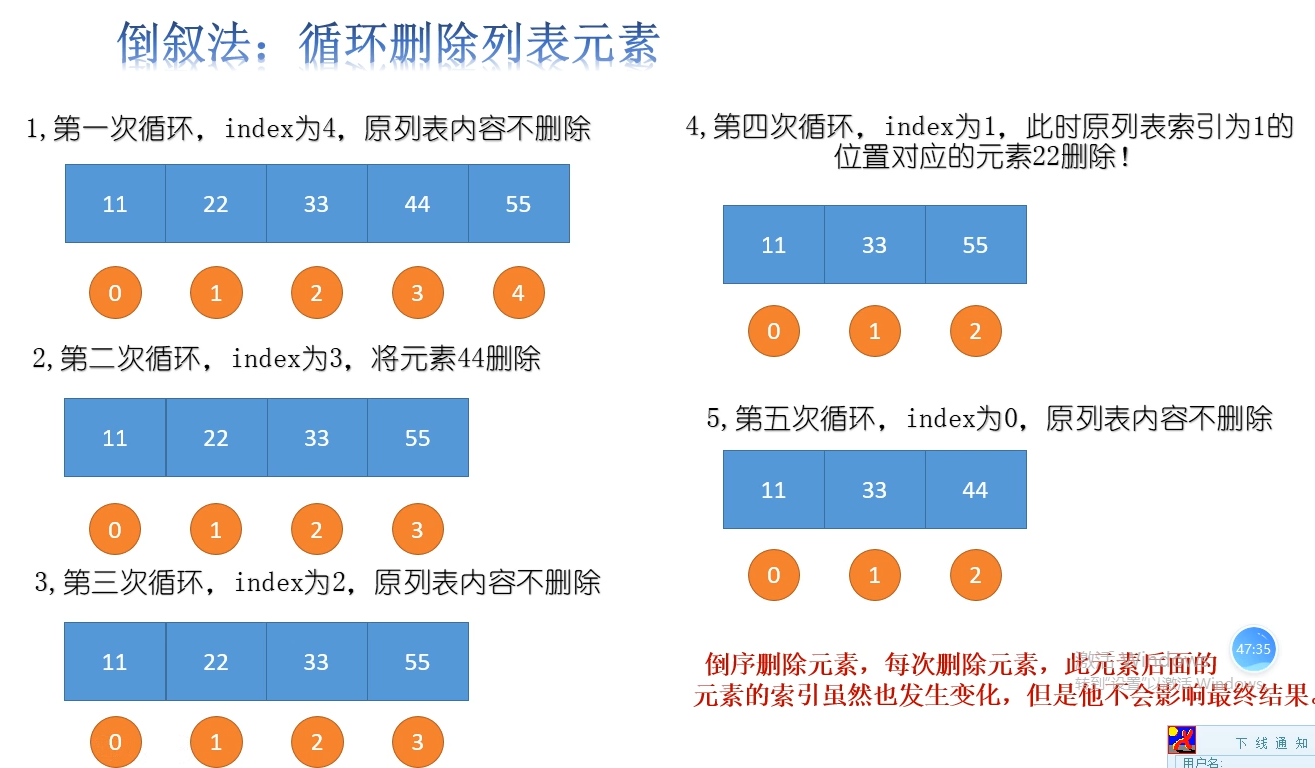 倒叙法：循环删除列表元素
1,第一次循环，index为4，原列表内容不删除
11 22 33 44 55
0 1 2 3 4
2,第二次循环，index为3，将元素44删除
11 22 33 55
0 1 2 3
3,第三次循环，index为2，原列表内容不删除
11 22 33 55
0 1 2 3
4,第四次循环，index为1，此时原列表索引为1的
位置对应的元素22删除！
11 33 55
0 1 2
5,第五次循环，index为0，原列表内容不删除
11 33 44
0 1 2
倒序删除元素，每次删除元素，此元素后面的
元素的索引虽然也发生变化，但是他不会影响最终结果。
激活 Windows
转到“设置”以激活 Windows。
47:35
下线通知
用户名: